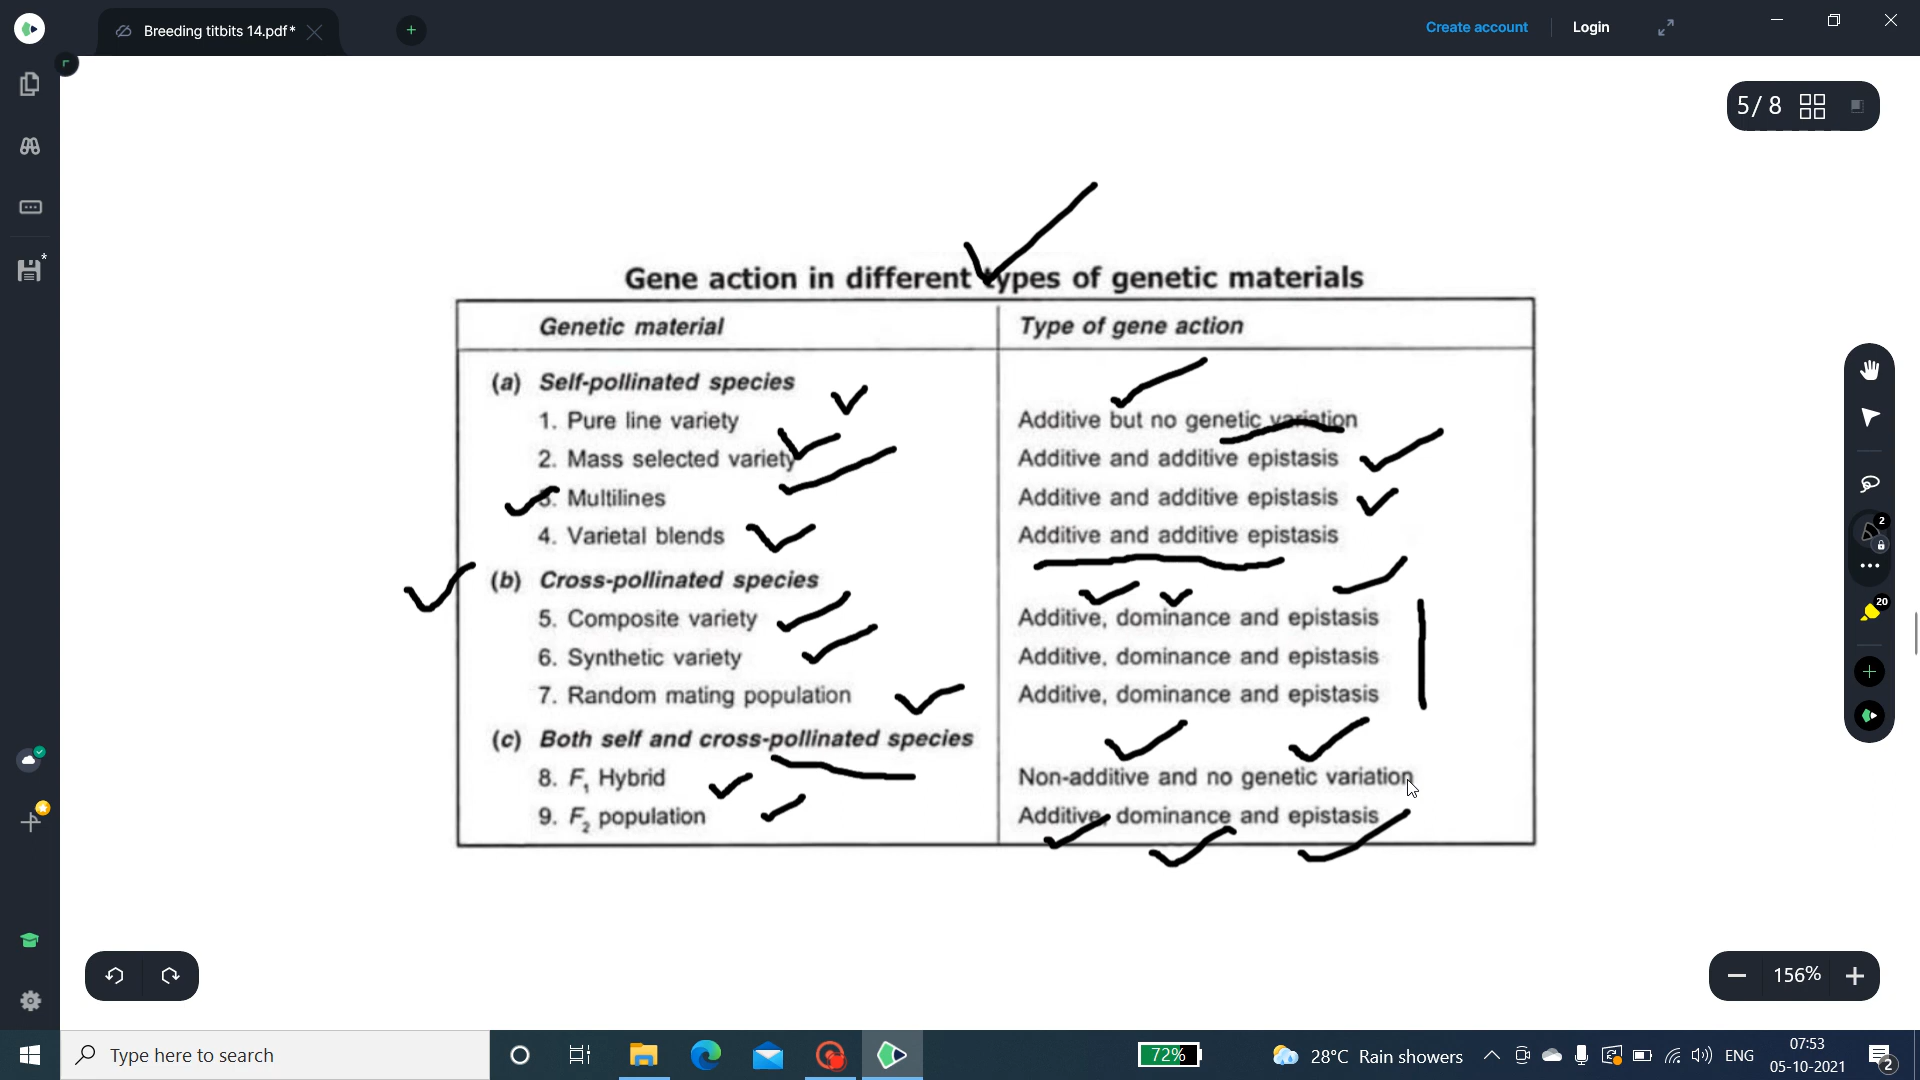 Breeding titbits 14.pdf*
Create account
Login
5/ 8
Gene action in different types of genetic materials
Genetic material
Type of gene action
(a) Self-pollinated species
1. Pure line variety
Additive but no genetic variation
2. Mass selected variety
Additive and additive epistasis
3. Multilines
Additive and additive epistasis
4. Varietal blends
Additive and additive epistasis
(b) Cross-pollinated species
5. Composite variety
Additive, dominance and epistasis
6. Synthetic variety
Additive, dominance and epistasis
7. Random mating population
Additive, dominance and epistasis
(c) Both self and cross-pollinated species
8. F₁ Hybrid
Non-additive and no genetic variation
9. F₂ population
Additive, dominance and epistasis
2
20
156%
Type here to search
72%
28°C Rain showers
ENG
07:53
05-10-2021
2